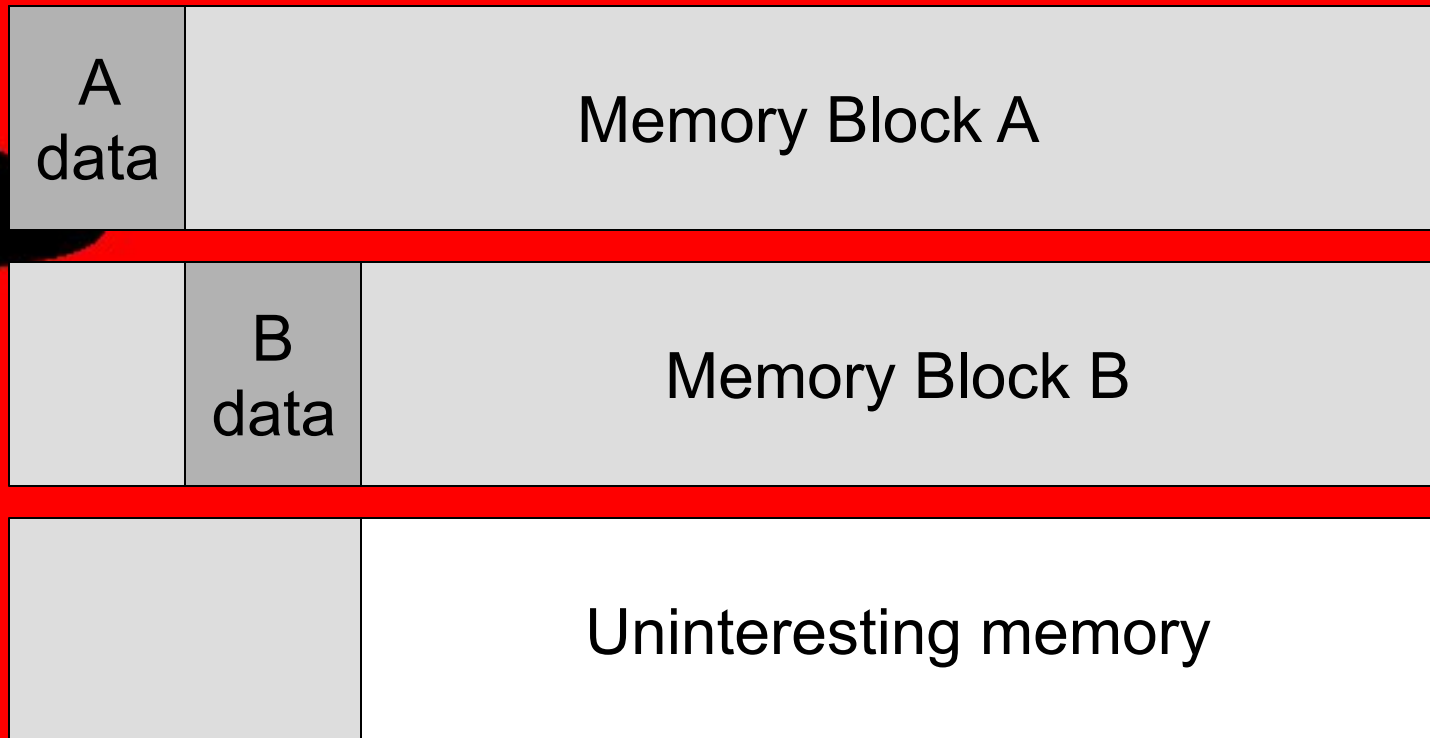 A
data
Memory Block A
B
data
Memory Block B
Uninteresting memory